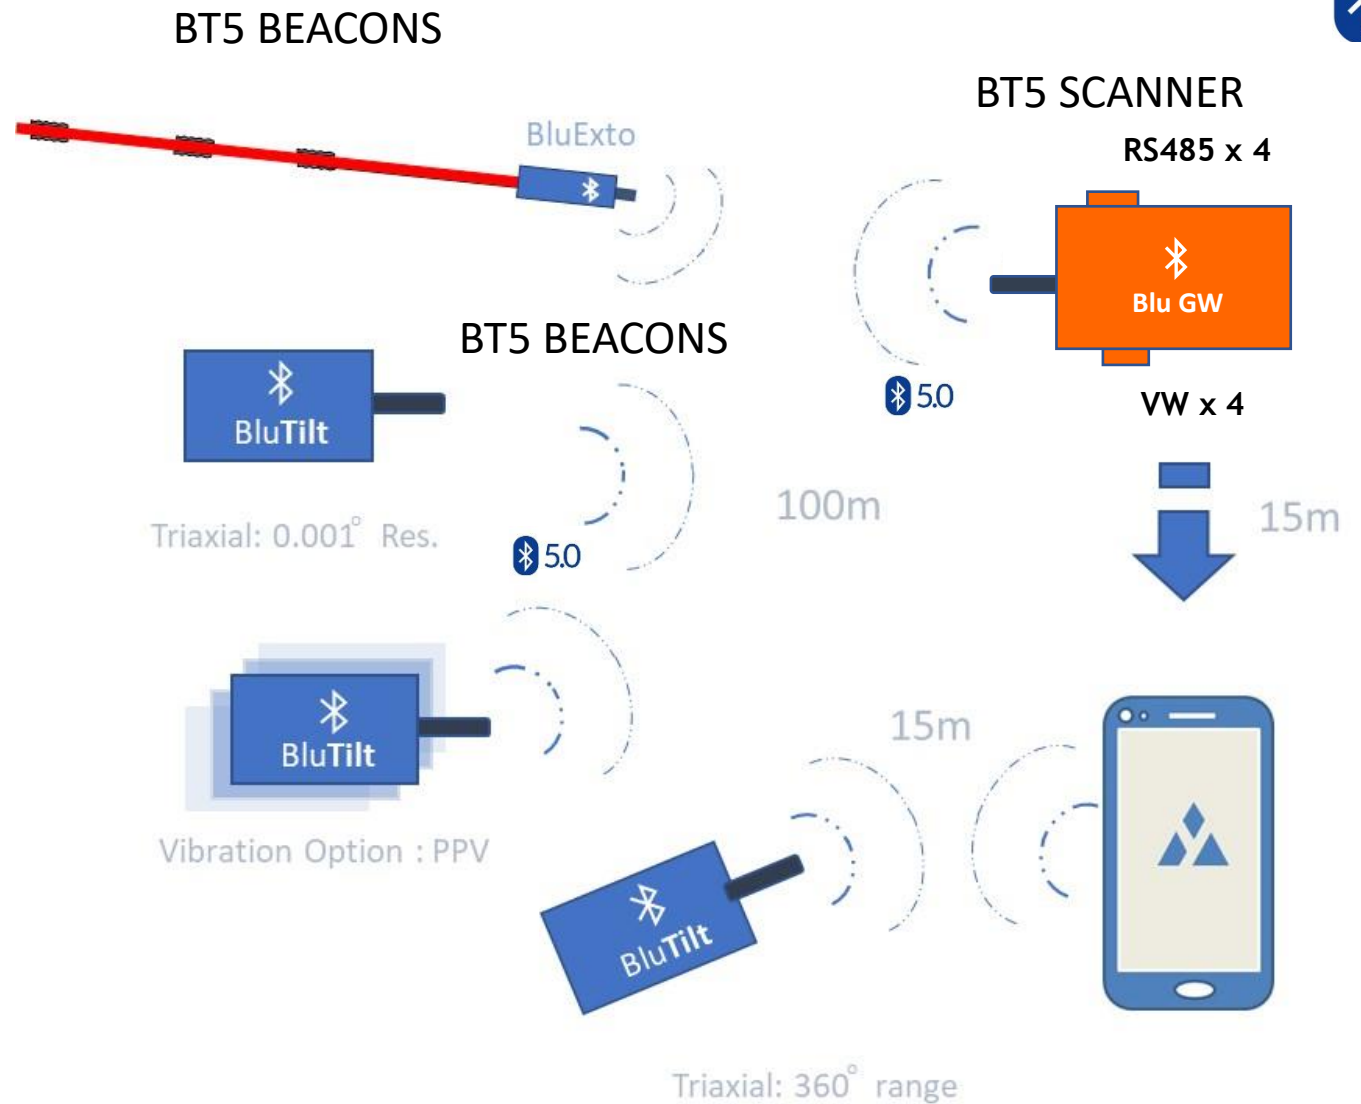 BT5 BEACONS
BT5 SCANNER
BluExto
RS485 x 4
Blu GW
BT5 BEACONS
5.0
VW x 4
BluTilt
100m
15m
Triaxial: 0.001° Res.
5.0
BluTilt
15m
Vibration Option : PPV
BluTilt
Triaxial: 360° range